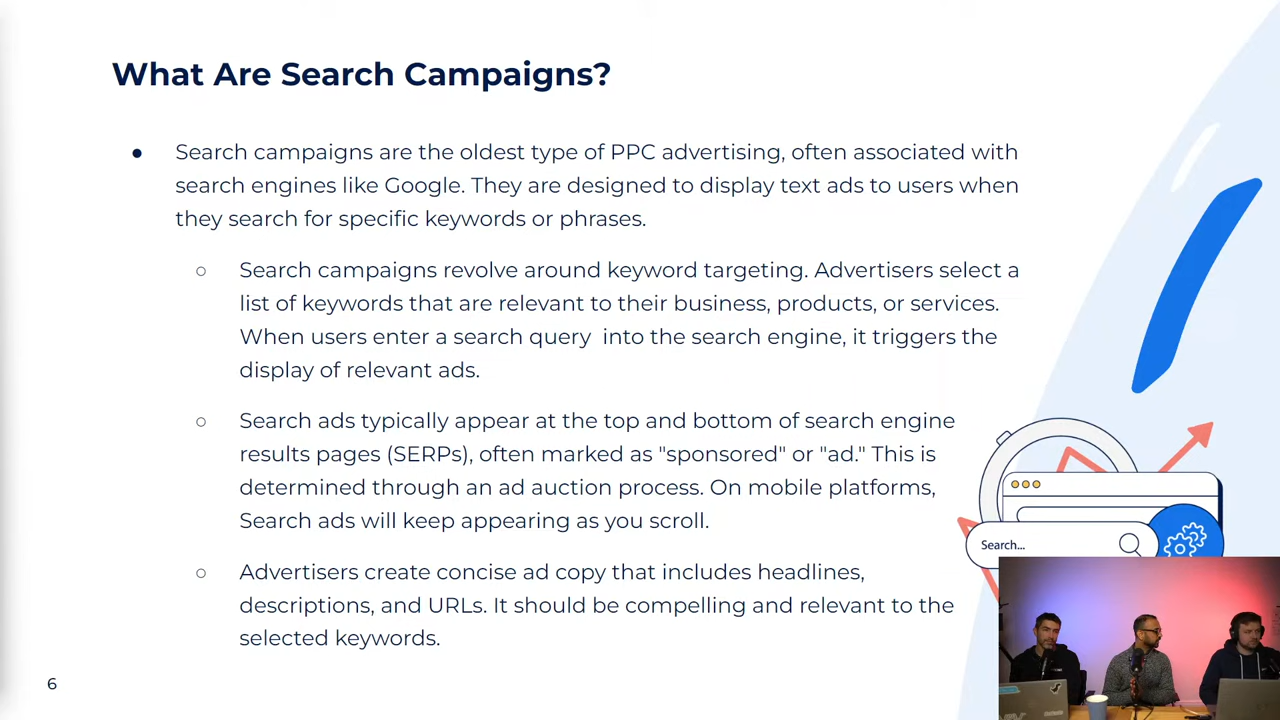 What Are Search Campaigns?
● Search campaigns are the oldest type of PPC advertising, often associated with
search engines like Google. They are designed to display text ads to users when
they search for specific keywords or phrases.
○ Search campaigns revolve around keyword targeting. Advertisers select a
list of keywords that are relevant to their business, products, or services.
When users enter a search query  into the search engine, it triggers the
display of relevant ads.
○ Search ads typically appear at the top and bottom of search engine
results pages (SERPs), often marked as "sponsored" or "ad." This is
determined through an ad auction process. On mobile platforms,
Search ads will keep appearing as you scroll.
○ Advertisers create concise ad copy that includes headlines,
descriptions, and URLs. It should be compelling and relevant to the
selected keywords.
Search...
6